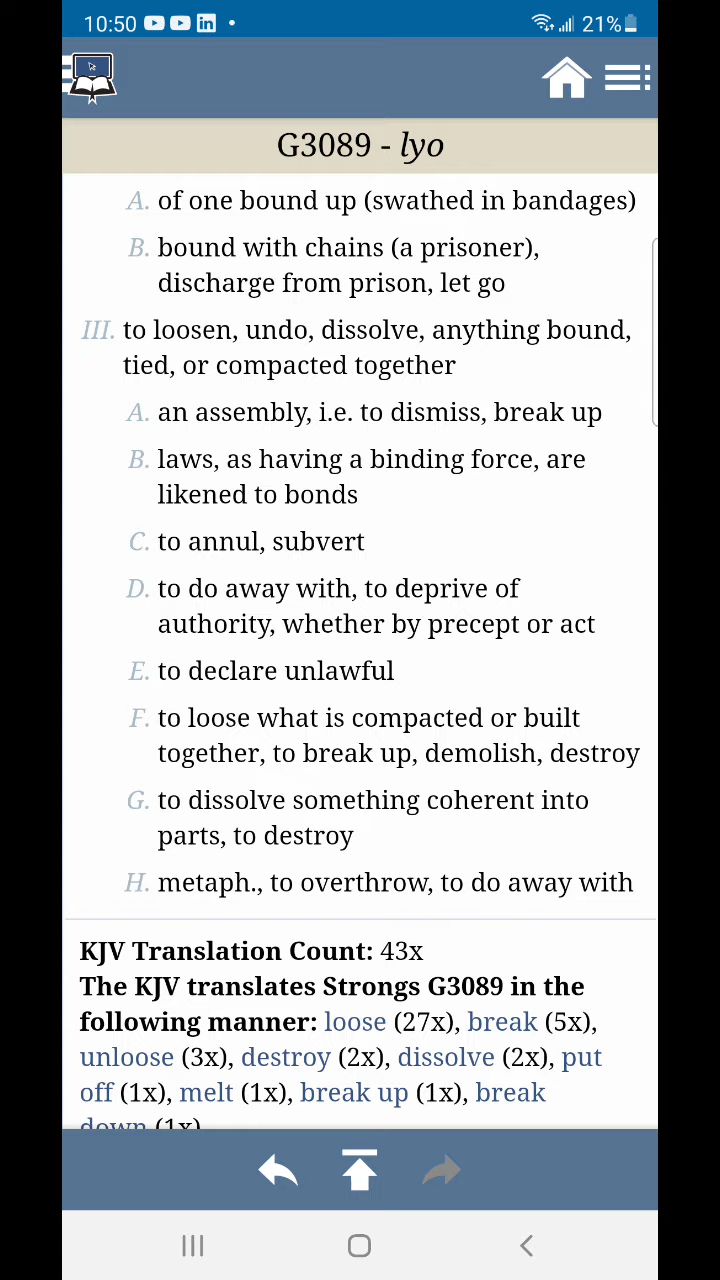 10:50 21%
G3089 - lyo
A. of one bound up (swathed in bandages)
B. bound with chains (a prisoner),
discharge from prison, let go
III. to loosen, undo, dissolve, anything bound,
tied, or compacted together
A. an assembly, i.e. to dismiss, break up
B. laws, as having a binding force, are
likened to bonds
C. to annul, subvert
D. to do away with, to deprive of
authority, whether by precept or act
E. to declare unlawful
F. to loose what is compacted or built
together, to break up, demolish, destroy
G. to dissolve something coherent into
parts, to destroy
H. metaph., to overthrow, to do away with
KJV Translation Count: 43x
The KJV translates Strongs G3089 in the
following manner: loose (27x), break (5x),
unloose (3x), destroy (2x), dissolve (2x), put
off (1x), melt (1x), break up (1x), break
down (1x)